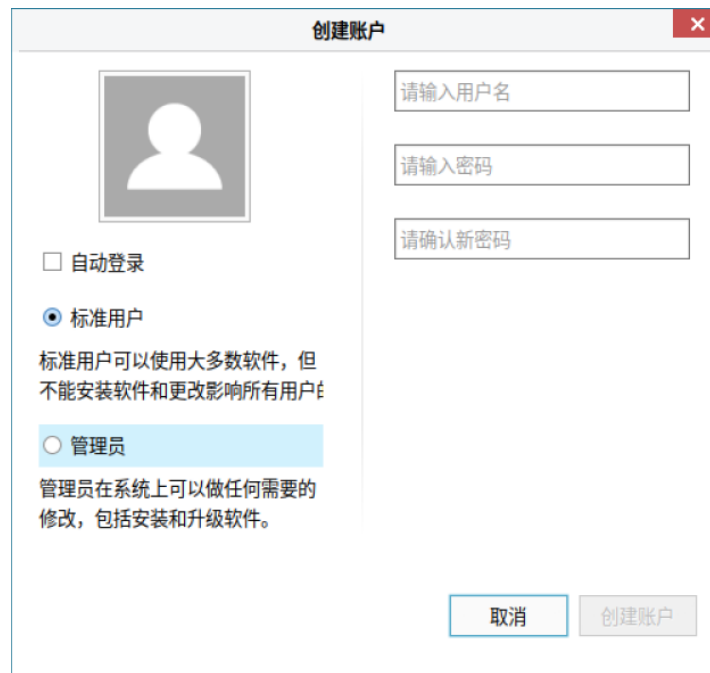 创建账户
请输入用户名
请输入密码
请确认新密码
自动登录
标准用户
标准用户可以使用大多数软件，但
不能安装软件和更改影响所有用户
管理员
管理员在系统上可以做任何需要的
修改，包括安装和升级软件。
取消
创建账户